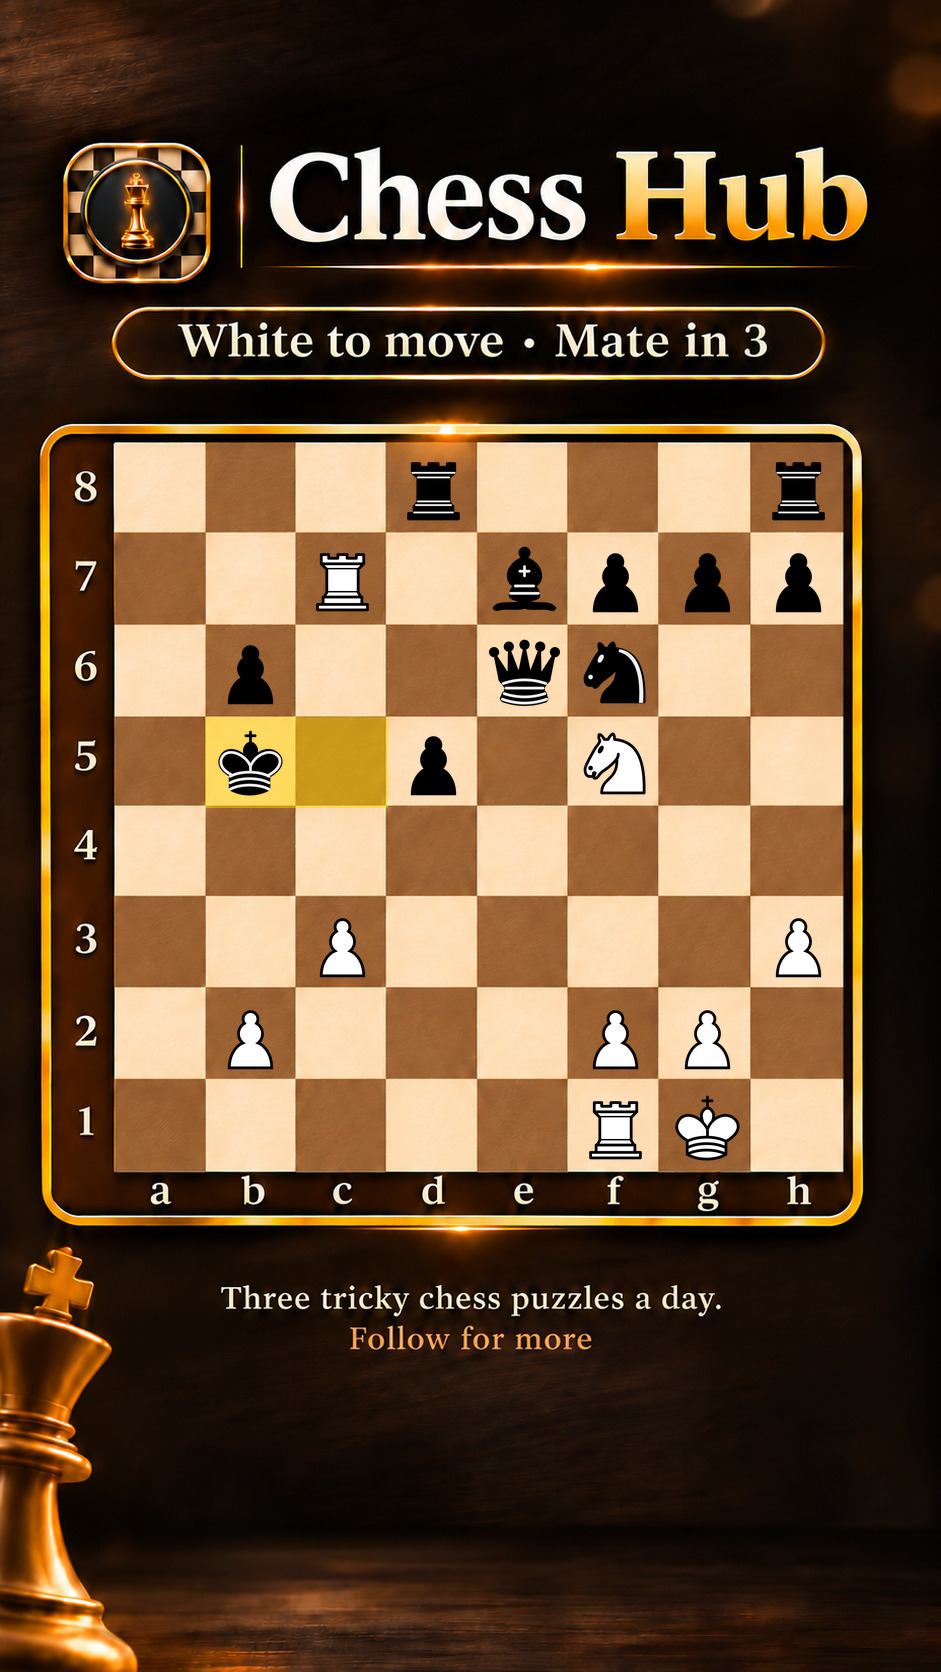 Chess Hub
White to move • Mate in 3
8
7
6
5
4
3
2
1
a b c d e f g h
Three tricky chess puzzles a day.
Follow for more